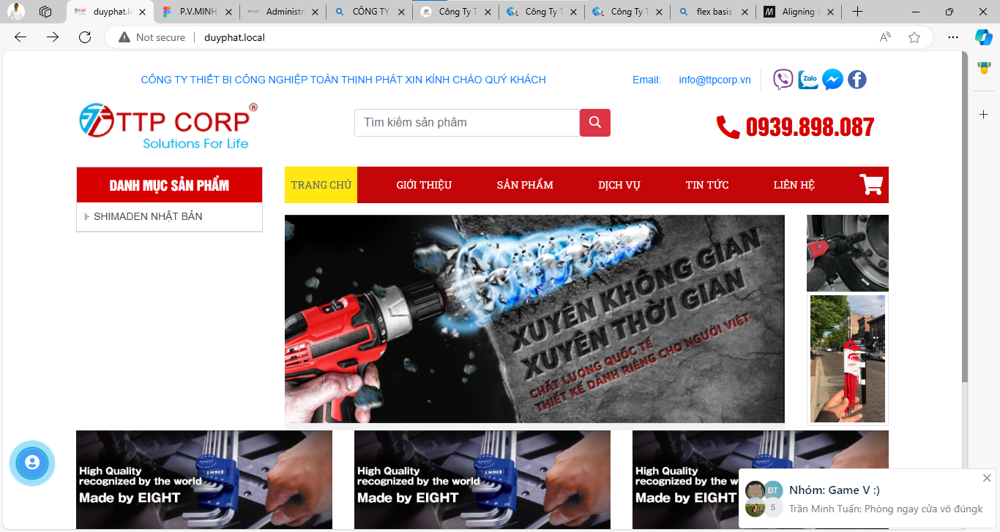 duyphat.lo
P.V.MINH
Administr
CÔNG TY
Công Ty T
Công Ty T
Công Ty T
flex basis
Aligning i
Not secure
duyphat.local
CÔNG TY THIẾT BỊ CÔNG NGHIỆP TOÀN THỊNH PHÁT XIN KÍNH CHÀO QUÝ KHÁCH
Email:
info@ttpcorp.vn
Zalo
TTP CORP®
Solutions For Life
Tìm kiếm sản phẩm
0939.898.087
DANH MỤC SẢN PHẨM
SHIMADEN NHẬT BẢN
TRANG CHỦ
GIỚI THIỆU
SẢN PHẨM
DỊCH VỤ
TIN TỨC
LIÊN HỆ
XUYÊN KHÔNG GIAN
XUYÊN THỜI GIAN
CHẤT LƯỢNG QUỐC TẾ
THIẾT KẾ DÀNH RIÊNG CHO NGƯỜI VIỆT
High Quality
recognized by the world
Made by EIGHT
EIGHT
High Quality
recognized by the world
Made by EIGHT
EIGHT
High Quality
recognized by the wo
Made by EIGHT
ĐT
5
Nhóm: Game V :)
Trần Minh Tuấn: Phòng ngay cửa vô đúngk